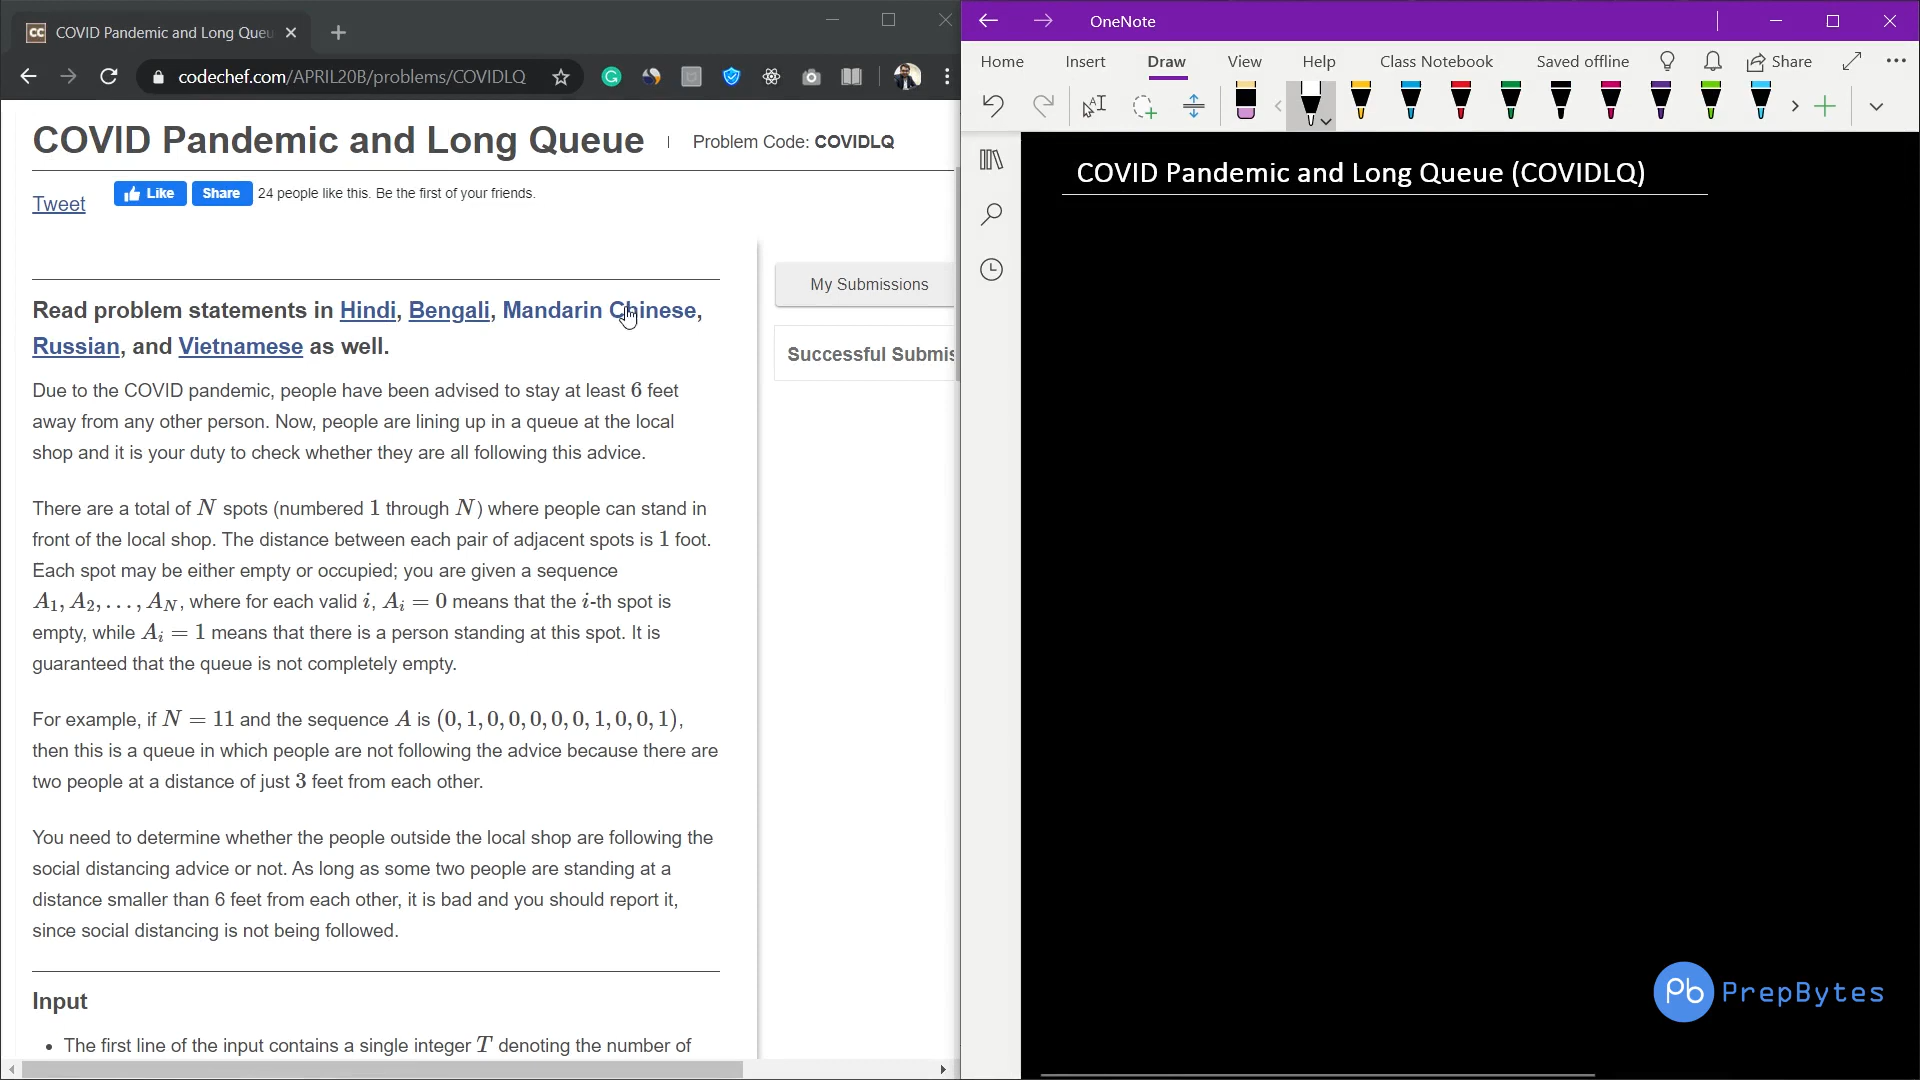 COVID Pandemic and Long Queu
codechef.com/APRIL20B/problems/COVIDLQ
COVID Pandemic and Long Queue
Problem Code: COVIDLQ
Tweet
Like
Share
24 people like this. Be the first of your friends.
My Submissions
Successful Submis
Read problem statements in Hindi, Bengali, Mandarin Chinese,
Russian, and Vietnamese as well.
Due to the COVID pandemic, people have been advised to stay at least 6 feet
away from any other person. Now, people are lining up in a queue at the local
shop and it is your duty to check whether they are all following this advice.
There are a total of N spots (numbered 1 through N) where people can stand in
front of the local shop. The distance between each pair of adjacent spots is 1 foot.
Each spot may be either empty or occupied; you are given a sequence
A₁, A₂, . . . , A_N, where for each valid i, Aᵢ = 0 means that the i-th spot is
empty, while Aᵢ = 1 means that there is a person standing at this spot. It is
guaranteed that the queue is not completely empty.
For example, if N = 11 and the sequence A is (0, 1, 0, 0, 0, 0, 0, 1, 0, 0, 1),
then this is a queue in which people are not following the advice because there are
two people at a distance of just 3 feet from each other.
You need to determine whether the people outside the local shop are following the
social distancing advice or not. As long as some two people are standing at a
distance smaller than 6 feet from each other, it is bad and you should report it,
since social distancing is not being followed.
Input
• The first line of the input contains a single integer T denoting the number of
OneNote
Home Insert Draw View Help Class Notebook Saved offline Share
COVID Pandemic and Long Queue (COVIDLQ)
Pb PrepBytes